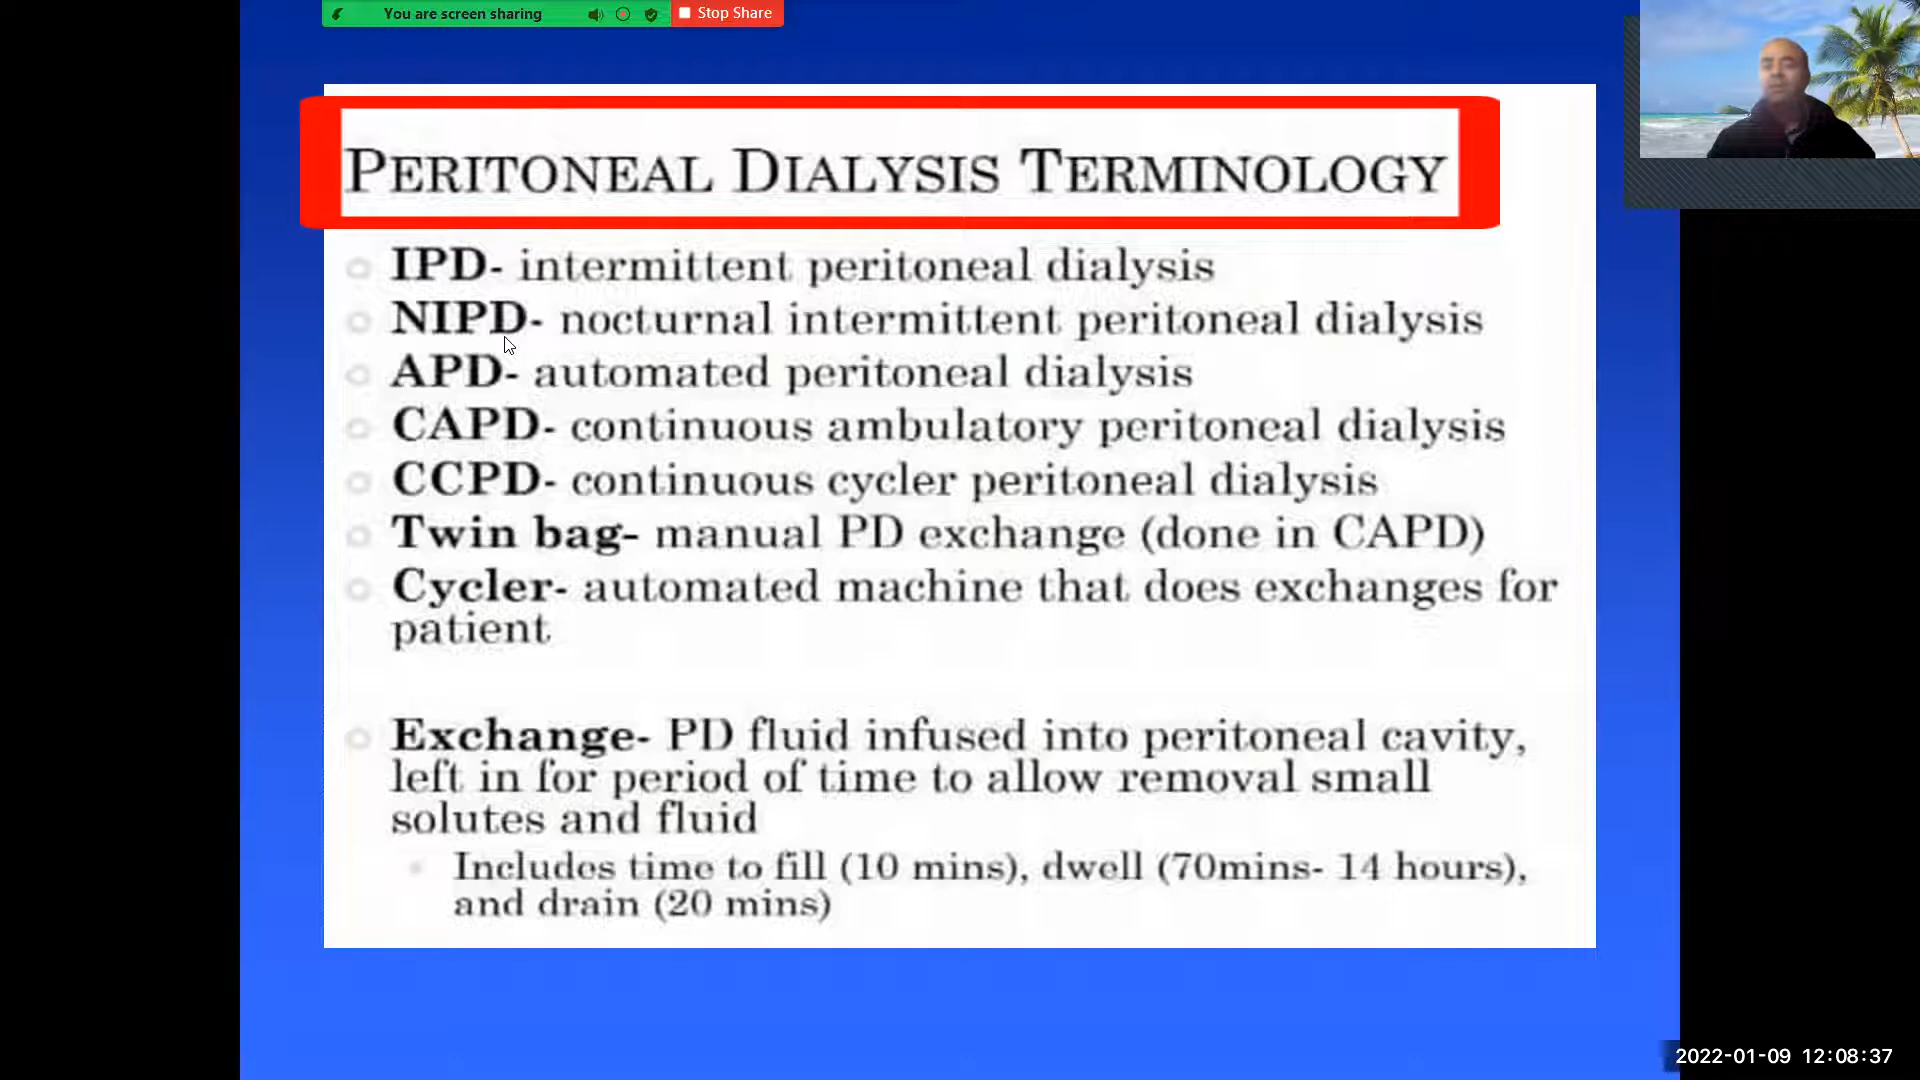 You are screen sharing
Stop Share
PERITONEAL DIALYSIS TERMINOLOGY
IPD- intermittent peritoneal dialysis
NIPD- nocturnal intermittent peritoneal dialysis
APD- automated peritoneal dialysis
CAPD- continuous ambulatory peritoneal dialysis
CCPD- continuous cycler peritoneal dialysis
Twin bag- manual PD exchange (done in CAPD)
Cycler- automated machine that does exchanges for
patient
Exchange- PD fluid infused into peritoneal cavity,
left in for period of time to allow removal small
solutes and fluid
Includes time to fill (10 mins), dwell (70mins- 14 hours),
and drain (20 mins)
2022-01-09 12:08:37